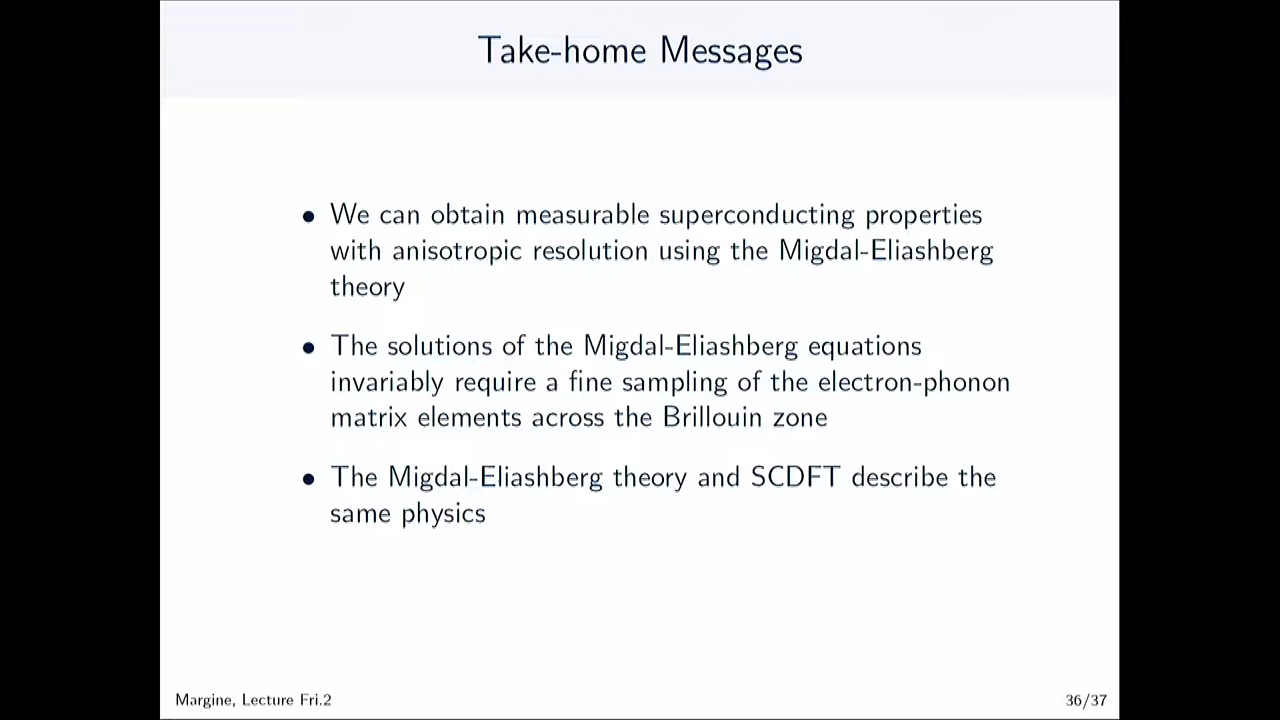 Take-home Messages
• We can obtain measurable superconducting properties
with anisotropic resolution using the Migdal-Eliashberg
theory
• The solutions of the Migdal-Eliashberg equations
invariably require a fine sampling of the electron-phonon
matrix elements across the Brillouin zone
• The Migdal-Eliashberg theory and SCDFT describe the
same physics
Margine, Lecture Fri.2
36/37